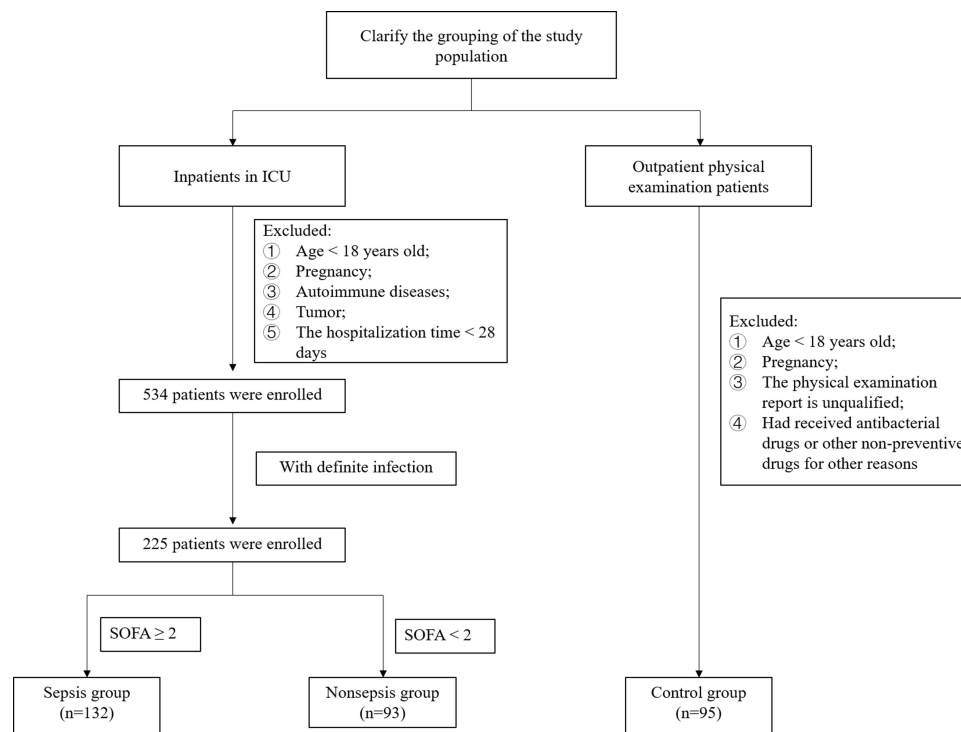 Clarify the grouping of the study
population
Inpatients in ICU
Outpatient physical
examination patients
Excluded:
① Age < 18 years old;
② Pregnancy;
③ Autoimmune diseases;
④ Tumor;
⑤ The hospitalization time < 28
days
Excluded:
① Age < 18 years old;
② Pregnancy;
③ The physical examination
report is unqualified;
④ Had received antibacterial
drugs or other non-preventive
drugs for other reasons
534 patients were enrolled
With definite infection
225 patients were enrolled
SOFA ≥ 2
SOFA < 2
Sepsis group
(n=132)
Nonsepsis group
(n=93)
Control group
(n=95)